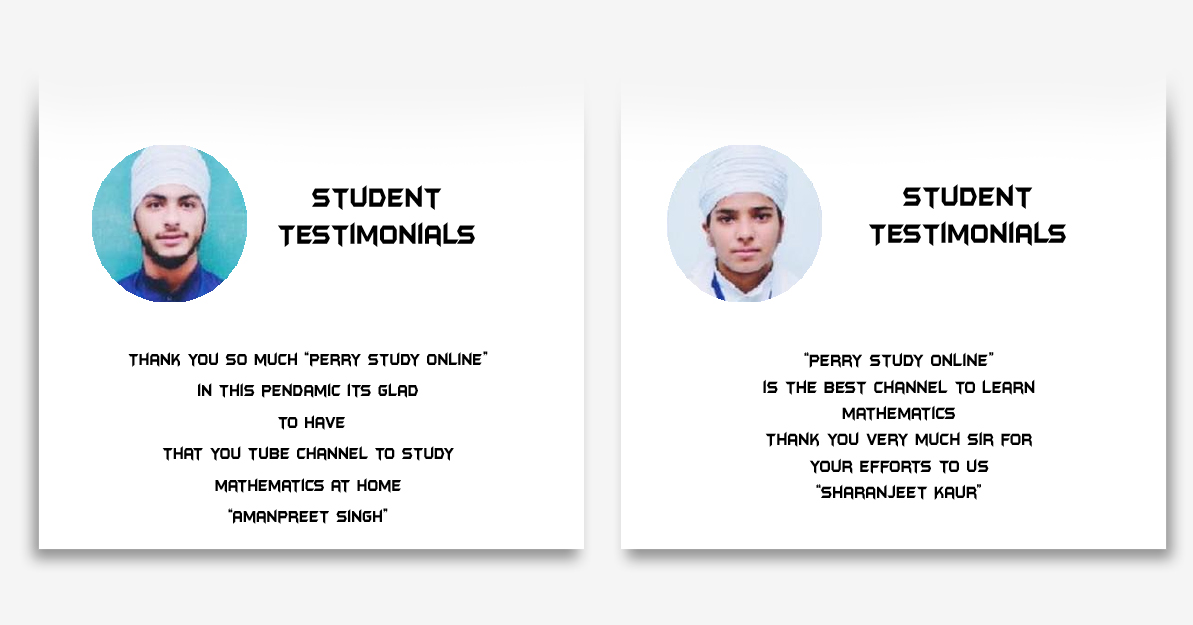 STUDENT
TESTIMONIALS
THANK YOU SO MUCH “PERRY STUDY ONLINE”
IN THIS PENDAMIC ITS GLAD
TO HAVE
THAT YOU TUBE CHANNEL TO STUDY
MATHEMATICS AT HOME
“AMANPREET SINGH”
STUDENT
TESTIMONIALS
“PERRY STUDY ONLINE”
IS THE BEST CHANNEL TO LEARN
MATHEMATICS
THANK YOU VERY MUCH SIR FOR
YOUR EFFORTS TO US
“SHARANJEET KAUR”